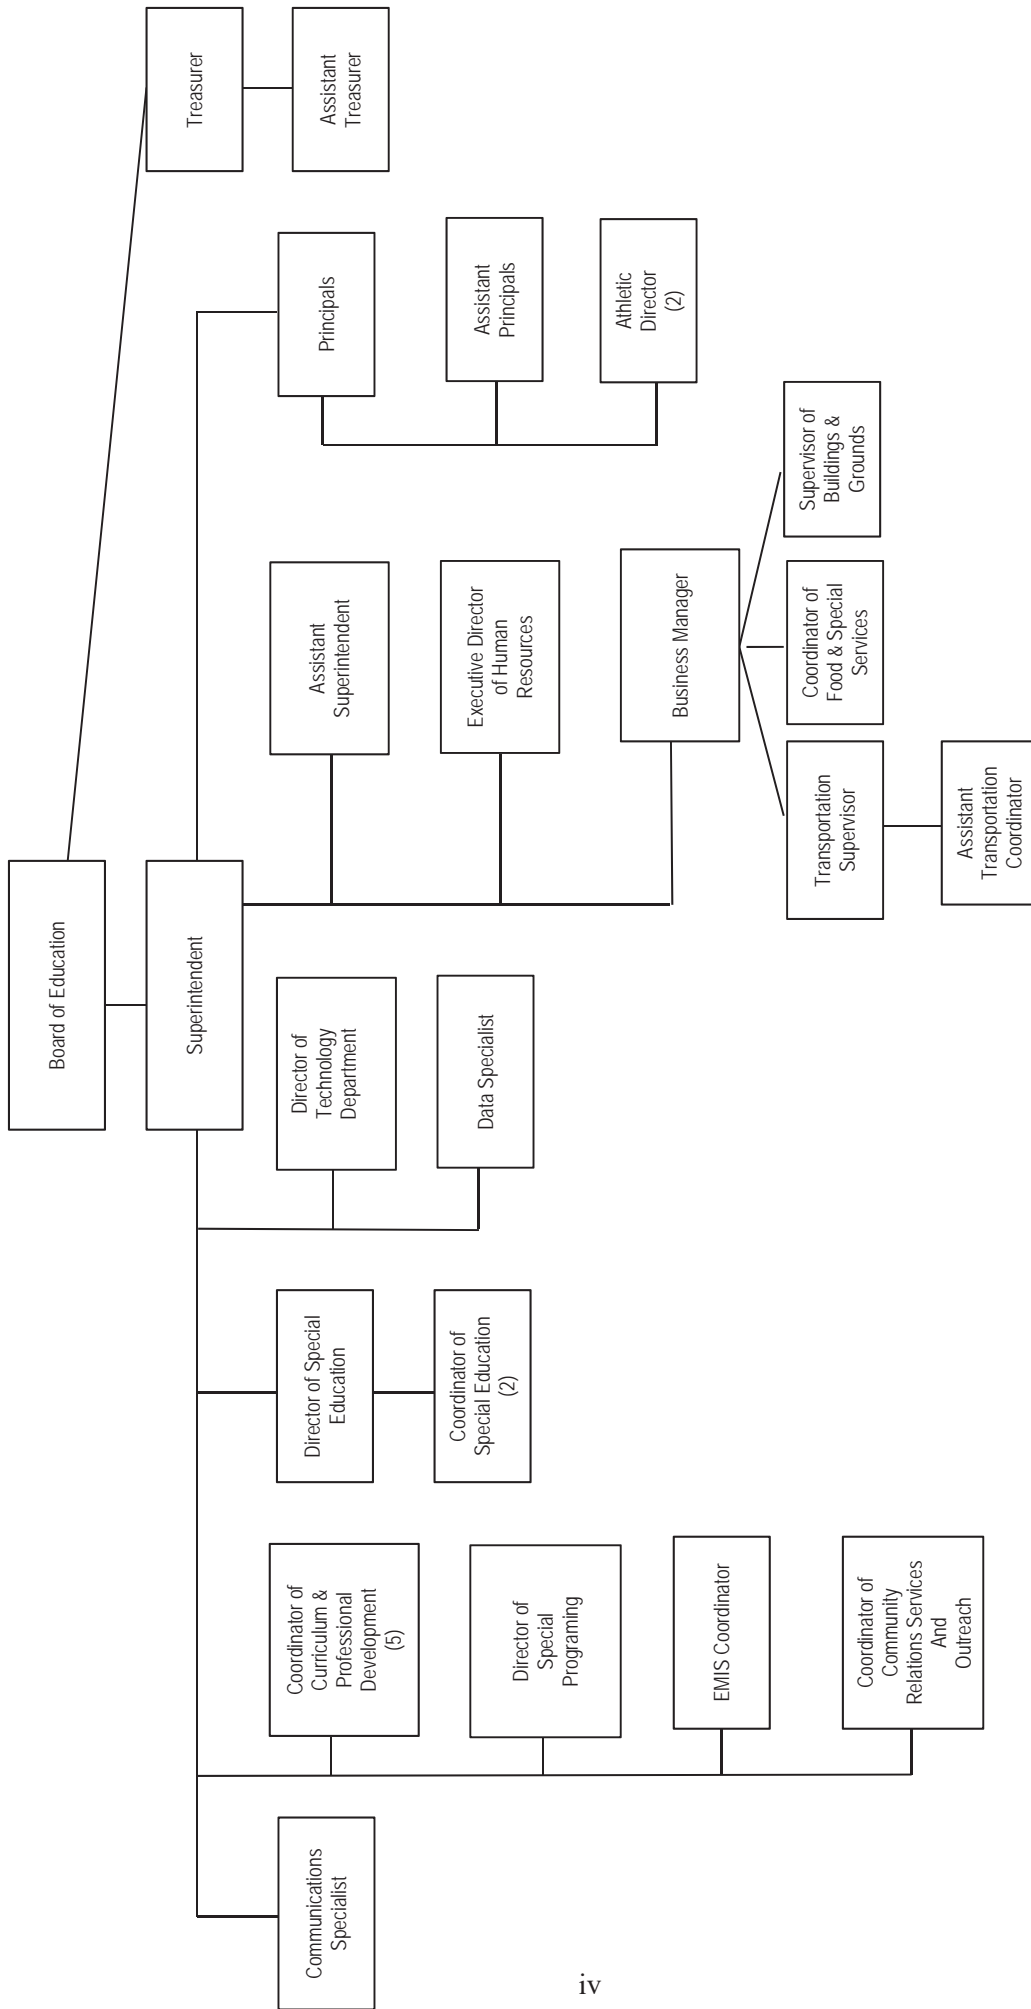 Board of Education
Superintendent
Treasurer
Assistant
Treasurer
Communications
Specialist
Coordinator of
Curriculum &
Professional
Development
(5)
Director of
Special
Programing
EMIS Coordinator
Coordinator of
Community
Relations Services
And
Outreach
Director of Special
Education
Coordinator of
Special Education
(2)
Director of
Technology
Department
Data Specialist
Assistant
Superintendent
Executive Director
of Human
Resources
Business Manager
Transportation
Supervisor
Assistant
Transportation
Coordinator
Coordinator of
Food & Special
Services
Supervisor of
Buildings &
Grounds
Principals
Assistant
Principals
Athletic
Director
(2)
iv